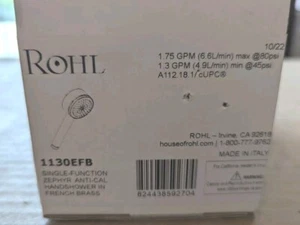 10/22
ROHL
1.75 GPM (6.6L/min) max @80psi
1.3 GPM (4.9L/min) min @45psi
A112.18.1/ cUPC®
ROHL – Irvine, CA 92618
houseofrohl.com | 1-800-777-9762
MADE IN ITALY
1130EFB
SINGLE-FUNCTION
ZEPHYR ANTI-CAL
HANDSHOWER IN
FRENCH BRASS
824438592704